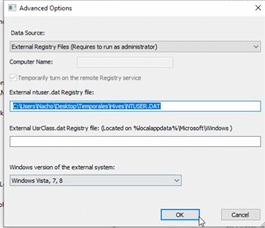 Advanced Options
Data Source:
External Registry Files (Requires to run as administrator)
Computer Name:
Temporarily turn on the remote Registry service
External ntuser.dat Registry file:
C:\Users\Nacho\Desktop\Temporales\Hives\NTUSER.DAT
External UsrClass.dat Registry file: (Located on %localappdata%\Microsoft\Windows )
Windows version of the external system:
Windows Vista, 7, 8
OK
Cancel